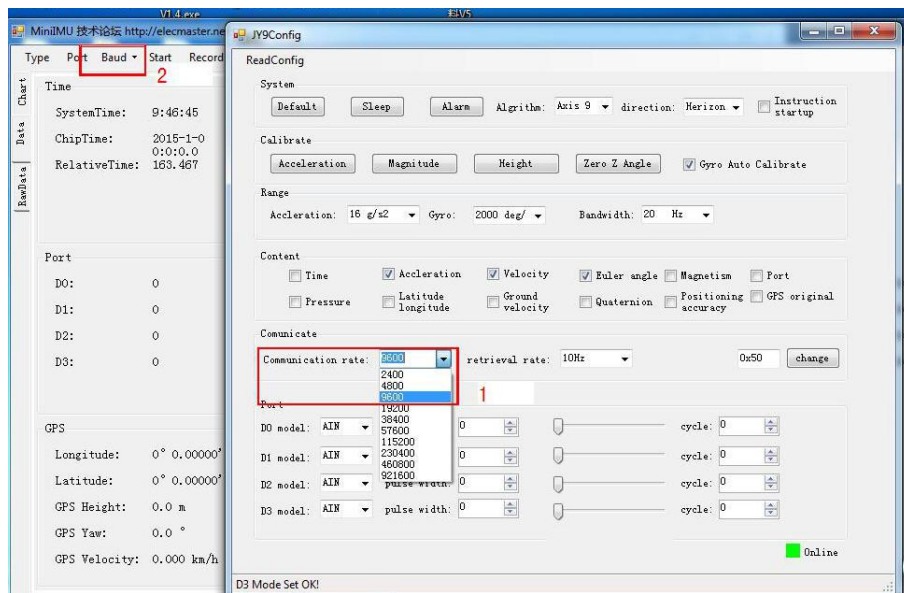 V1.4.exe
料V5
MiniIMU 技术论坛 http://elecmaster.ne
Type Port Baud Start Record
2
Chart
Data
RawData
Time
SystemTime: 9:46:45
ChipTime: 2015-1-0
0:0:0.0
RelativeTime: 163.467
Port
D0: 0
D1: 0
D2: 0
D3: 0
GPS
Longitude: 0° 0.00000'
Latitude: 0° 0.00000'
GPS Height: 0.0 m
GPS Yaw: 0.0 °
GPS Velocity: 0.000 km/h
JY9Config
ReadConfig
System
Default Sleep Alarm Algrithm: Axis 9 direction: Herizon Instruction
startup
Calibrate
Acceleration Magnitude Height Zero Z Angle Gyro Auto Calibrate
Range
Accleration: 16 g/s2 Gyro: 2000 deg/ Bandwidth: 20 Hz
Content
Time Accleration Velocity Euler angle Magnetism Port
Pressure Latitude longitude Ground velocity Quaternion Positioning accuracy GPS original
Comunicate
Communication rate: 9600 retrieval rate: 10Hz 0x50 change
2400
4800
9600
19200
38400
57600
115200
230400
460800
921600
1
Port
D0 model: AIN 0 cycle: 0
D1 model: AIN 0 cycle: 0
D2 model: AIN pulse width: 0 cycle: 0
D3 model: AIN pulse width: 0 cycle: 0
Online
D3 Mode Set OK!